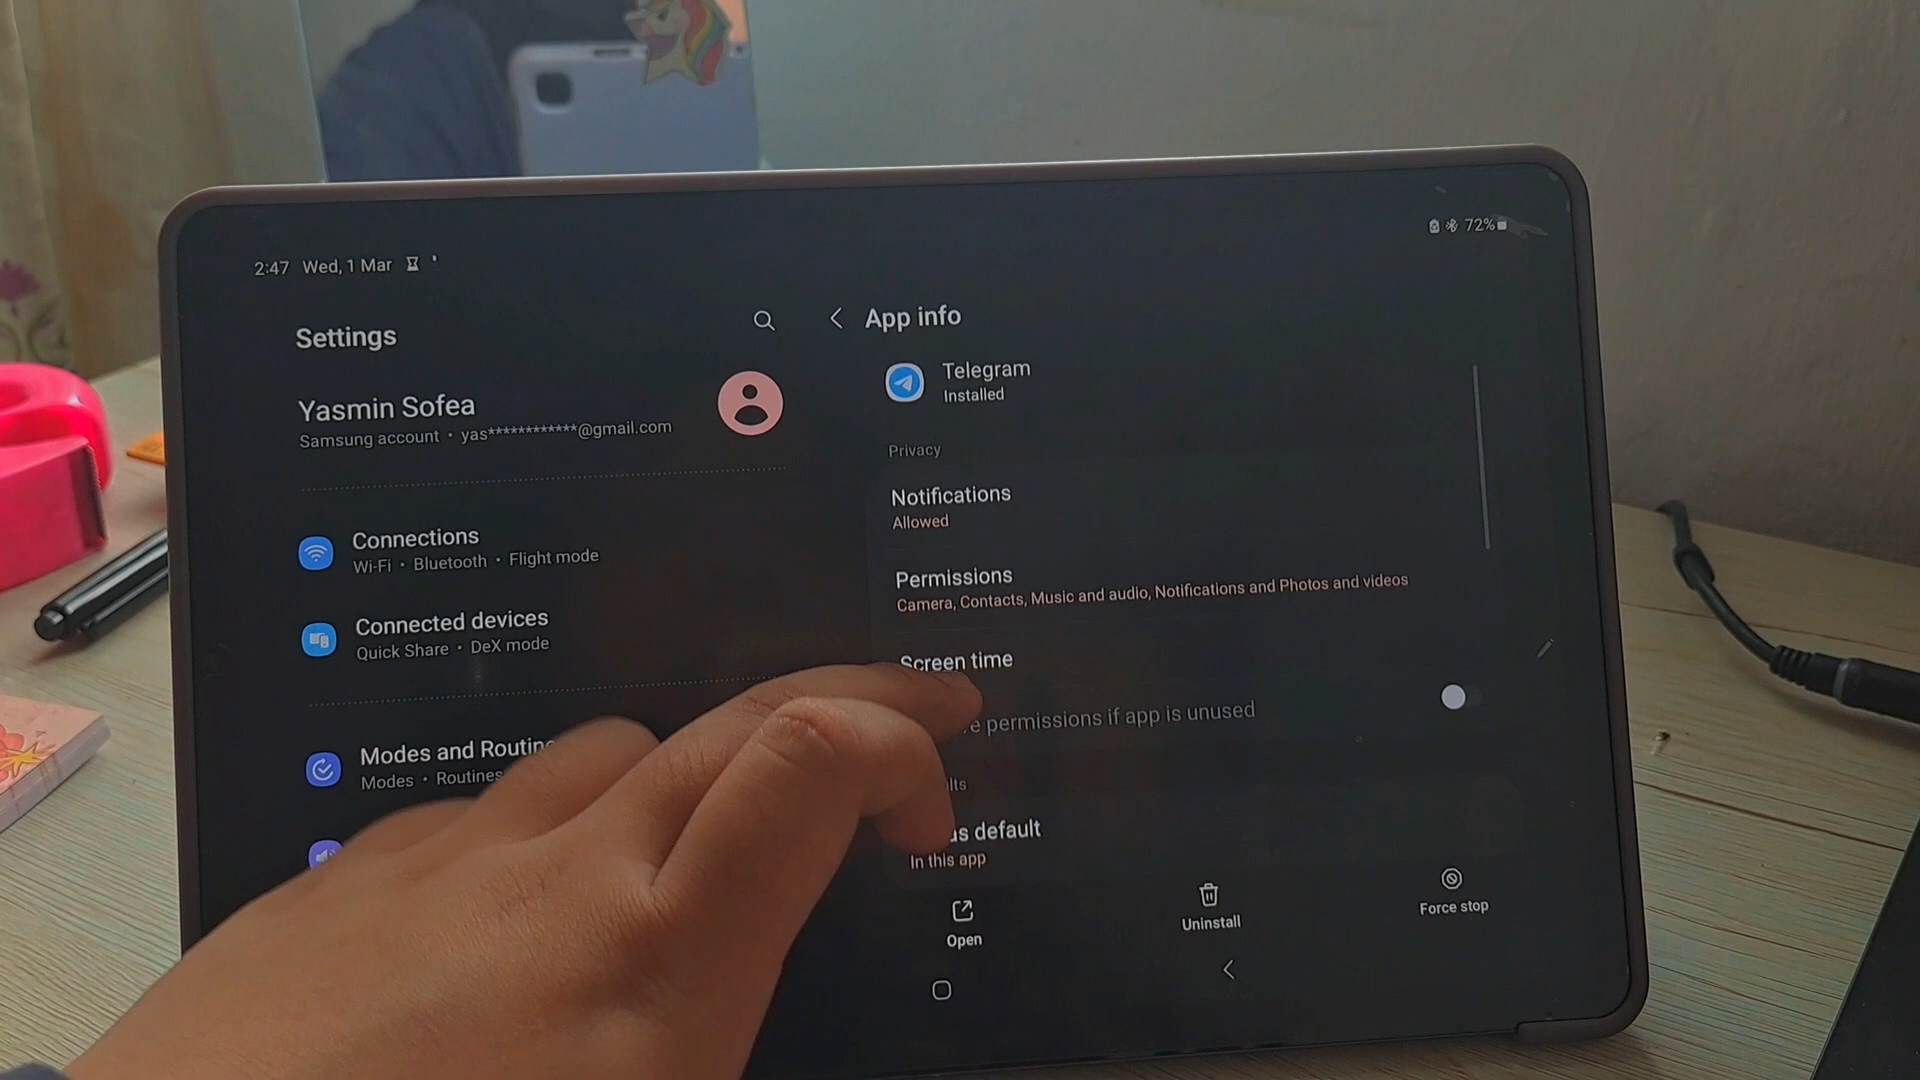 2:47 Wed, 1 Mar
72%
Settings
Yasmin Sofea
Samsung account • yas************@gmail.com
Connections
Wi-Fi • Bluetooth • Flight mode
Connected devices
Quick Share • DeX mode
Modes and Routin
Modes • Routines
App info
Telegram
Installed
Privacy
Notifications
Allowed
Permissions
Camera, Contacts, Music and audio, Notifications and Photos and videos
Screen time
permissions if app is unused
as default
In this app
Open
Uninstall
Force stop